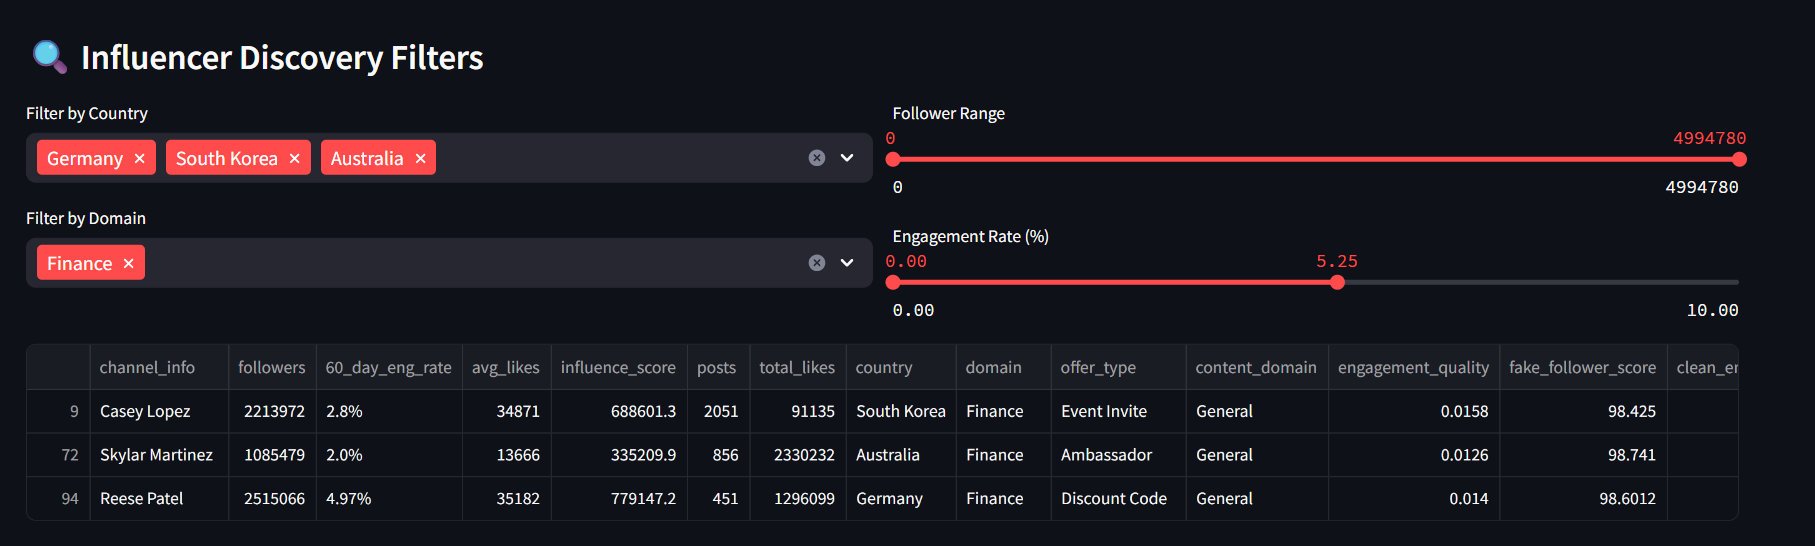 Influencer Discovery Filters
Filter by Country
Germany × South Korea × Australia ×
Follower Range
0 4994780
0 4994780
Filter by Domain
Finance ×
Engagement Rate (%)
0.00 5.25
0.00 10.00
channel_info followers 60_day_eng_rate avg_likes influence_score posts total_likes country domain offer_type content_domain engagement_quality fake_follower_score clean_er
9 Casey Lopez 2213972 2.8% 34871 688601.3 2051 91135 South Korea Finance Event Invite General 0.0158 98.425
72 Skylar Martinez 1085479 2.0% 13666 335209.9 856 2330232 Australia Finance Ambassador General 0.0126 98.741
94 Reese Patel 2515066 4.97% 35182 779147.2 451 1296099 Germany Finance Discount Code General 0.014 98.6012